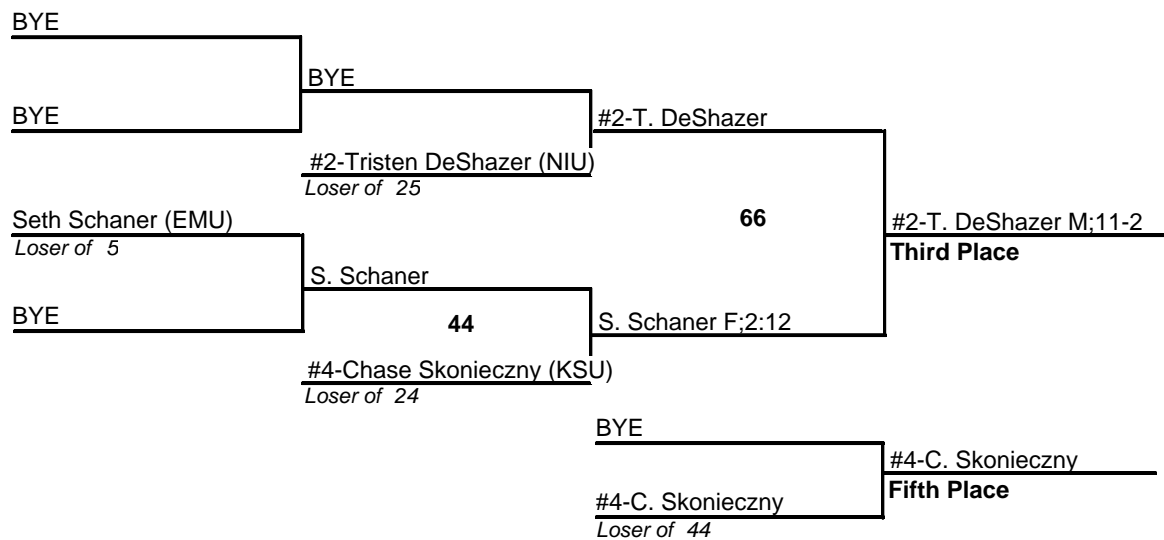 BYE
BYE
BYE
#2-T. DeShazer
#2-Tristen DeShazer (NIU)
Loser of 25
Seth Schaner (EMU)
Loser of 5
66
#2-T. DeShazer M;11-2
Third Place
S. Schaner
BYE
44
S. Schaner F;2:12
#4-Chase Skonieczny (KSU)
Loser of 24
BYE
#4-C. Skonieczny
Fifth Place
#4-C. Skonieczny
Loser of 44